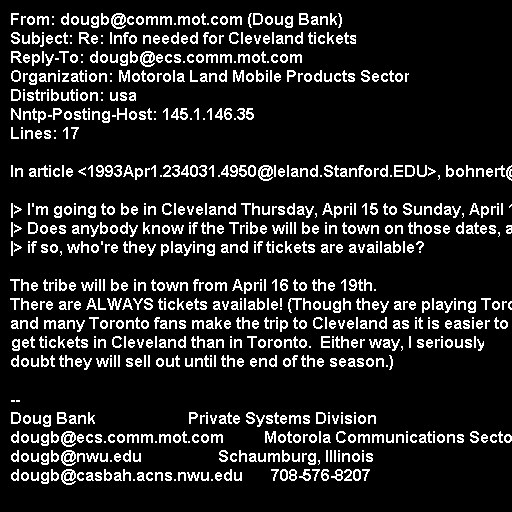 From: dougb@comm.mot.com (Doug Bank)
Subject: Re: Info needed for Cleveland tickets
Reply-To: dougb@ecs.comm.mot.com
Organization: Motorola Land Mobile Products Sector
Distribution: usa
Nntp-Posting-Host: 145.1.146.35
Lines: 17

In article <1993Apr1.234031.4950@leland.Stanford.EDU>, bohnert@

|> I'm going to be in Cleveland Thursday, April 15 to Sunday, April 1
|> Does anybody know if the Tribe will be in town on those dates, a
|> if so, who're they playing and if tickets are available?

The tribe will be in town from April 16 to the 19th.
There are ALWAYS tickets available! (Though they are playing Toro
and many Toronto fans make the trip to Cleveland as it is easier to
get tickets in Cleveland than in Toronto.  Either way, I seriously
doubt they will sell out until the end of the season.)

--
Doug Bank                       Private Systems Division
dougb@ecs.comm.mot.com          Motorola Communications Secto
dougb@nwu.edu                   Schaumburg, Illinois
dougb@casbah.acns.nwu.edu       708-576-8207